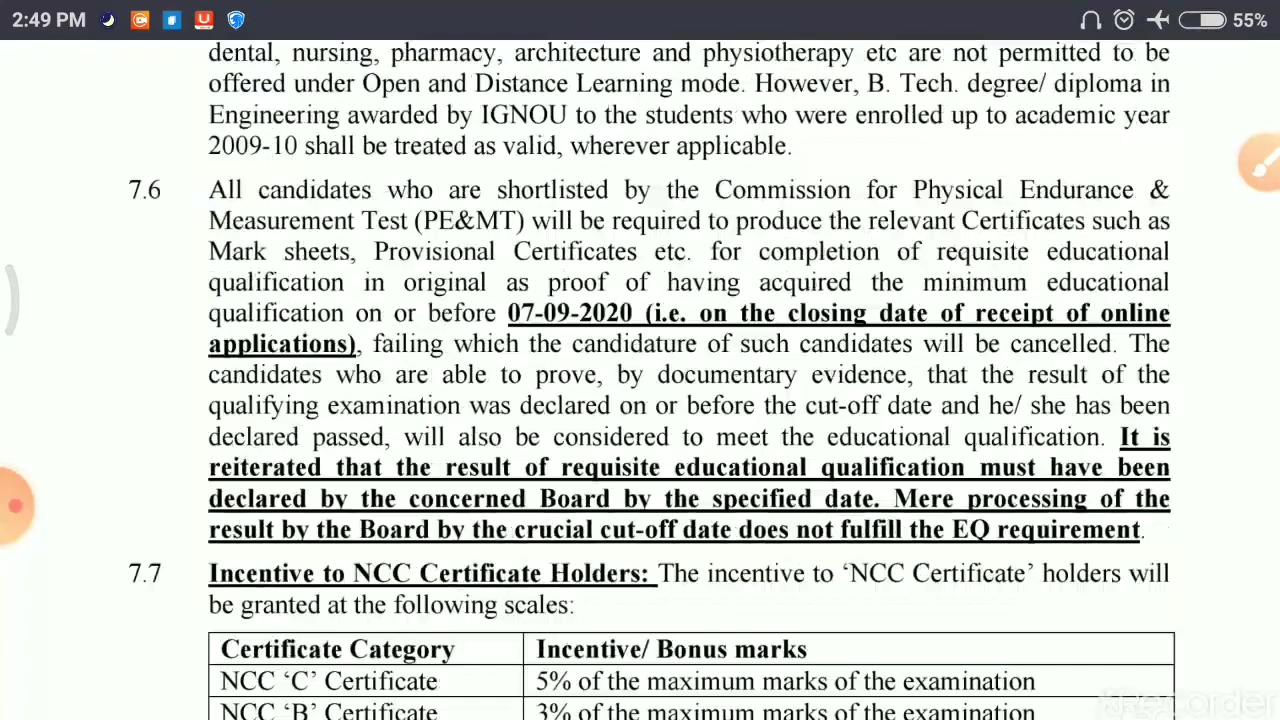 2:49 PM
55%
dental, nursing, pharmacy, architecture and physiotherapy etc are not permitted to be
offered under Open and Distance Learning mode. However, B. Tech. degree/ diploma in
Engineering awarded by IGNOU to the students who were enrolled up to academic year
2009-10 shall be treated as valid, wherever applicable.
7.6 All candidates who are shortlisted by the Commission for Physical Endurance &
Measurement Test (PE&MT) will be required to produce the relevant Certificates such as
Mark sheets, Provisional Certificates etc. for completion of requisite educational
qualification in original as proof of having acquired the minimum educational
qualification on or before 07-09-2020 (i.e. on the closing date of receipt of online
applications), failing which the candidature of such candidates will be cancelled. The
candidates who are able to prove, by documentary evidence, that the result of the
qualifying examination was declared on or before the cut-off date and he/ she has been
declared passed, will also be considered to meet the educational qualification. It is
reiterated that the result of requisite educational qualification must have been
declared by the concerned Board by the specified date. Mere processing of the
result by the Board by the crucial cut-off date does not fulfill the EQ requirement.
7.7 Incentive to NCC Certificate Holders: The incentive to ‘NCC Certificate’ holders will
be granted at the following scales:
Certificate Category Incentive/ Bonus marks
NCC ‘C’ Certificate 5% of the maximum marks of the examination
NCC ‘B’ Certificate 3% of the maximum marks of the examination